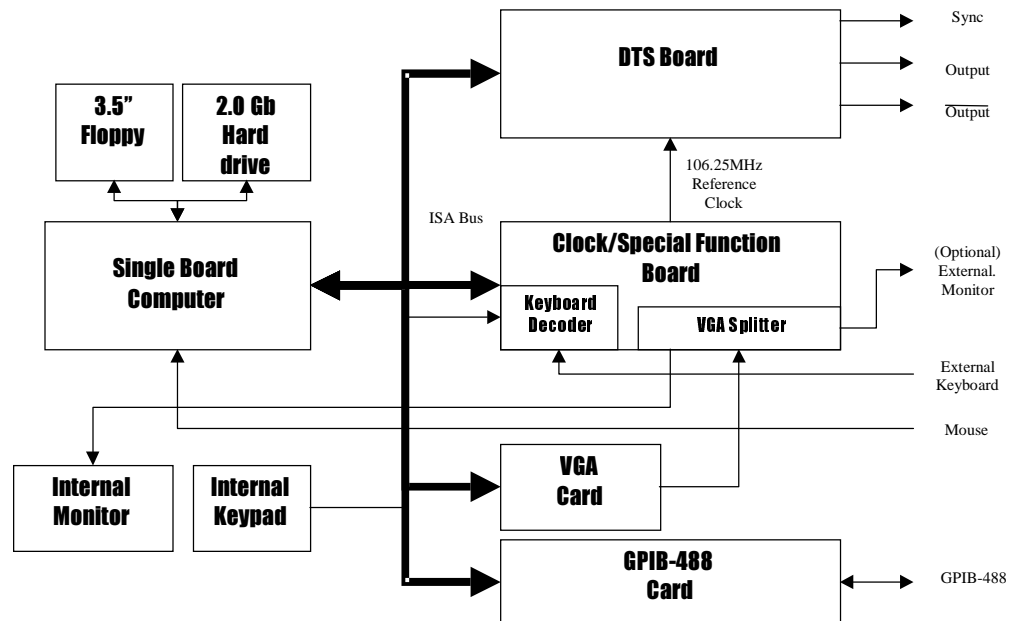 Sync
DTS Board
Output
Output
3.5”
Floppy
2.0 Gb
Hard
drive
106.25MHz
Reference
Clock
ISA Bus
Clock/Special Function
Board
(Optional)
External.
Monitor
Single Board
Computer
Keyboard
Decoder
VGA Splitter
External
Keyboard
Mouse
Internal
Monitor
Internal
Keypad
VGA
Card
GPIB-488
Card
GPIB-488